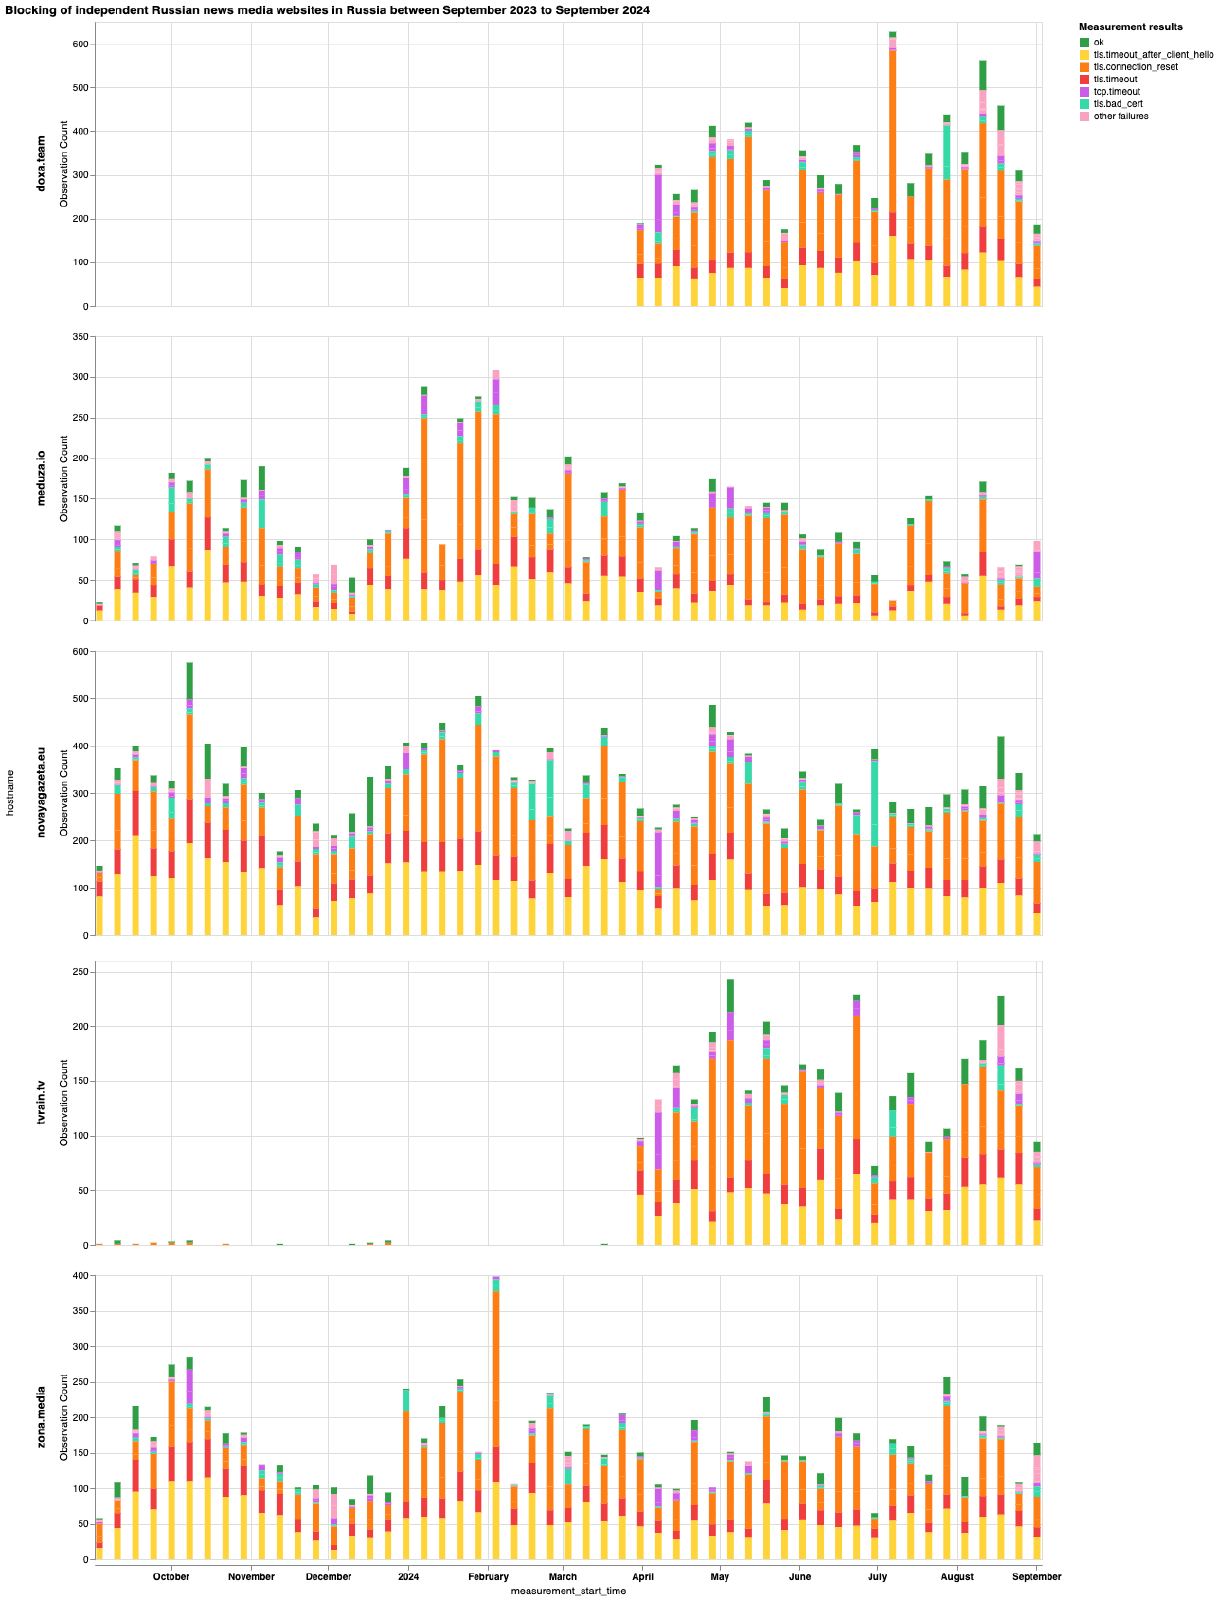 Blocking of independent Russian news media websites in Russia between September 2023 to September 2024
Measurement results
ok
tls.timeout_after_client_hello
tls.connection_reset
tls.timeout
tcp.timeout
tls.bad_cert
other failures
hostname
doxa.team
Observation Count
600
500
400
300
200
100
0
meduza.io
Observation Count
350
300
250
200
150
100
50
0
novayagazeta.eu
Observation Count
600
500
400
300
200
100
0
tvrain.tv
Observation Count
250
200
150
100
50
0
zona.media
Observation Count
400
350
300
250
200
150
100
50
0
October November December 2024 February March April May June July August September
measurement_start_time